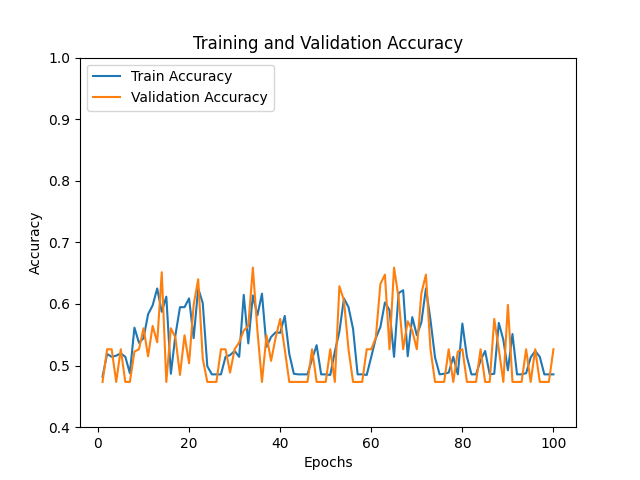 Training and Validation Accuracy
Train Accuracy
Validation Accuracy
1.0
0.9
0.8
0.7
0.6
0.5
0.4
Accuracy
0 20 40 60 80 100
Epochs